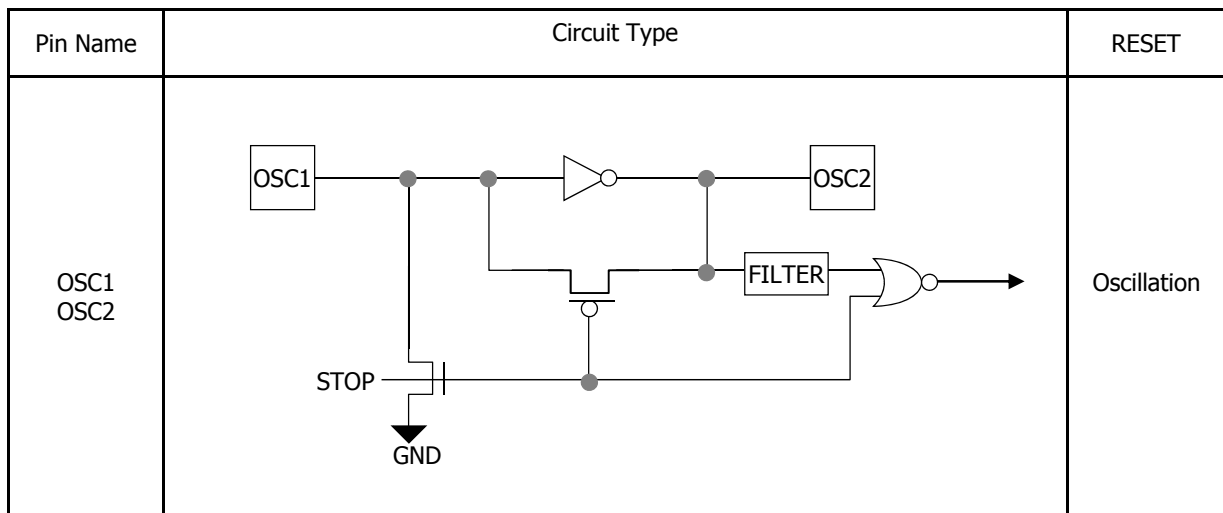 Pin Name
Circuit Type
RESET
OSC1
OSC2
OSC1
OSC2
FILTER
STOP
GND
Oscillation